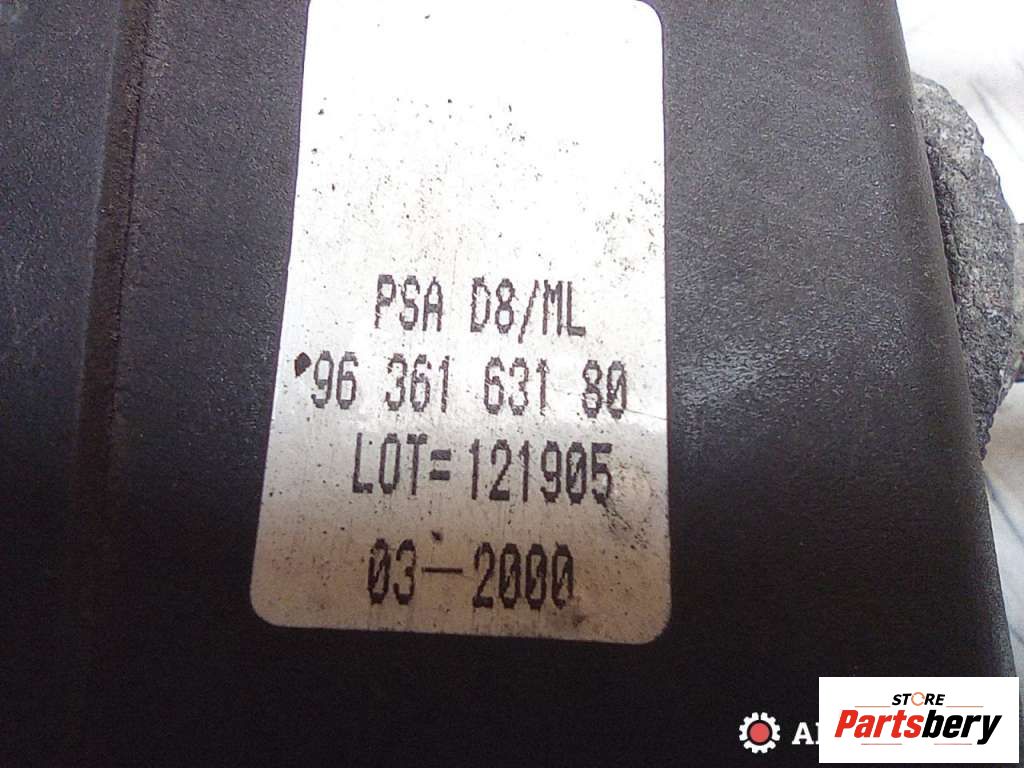 PSA D8/ML
96 361 631 80
LOT=121905
03-2000
STORE
Partsbery